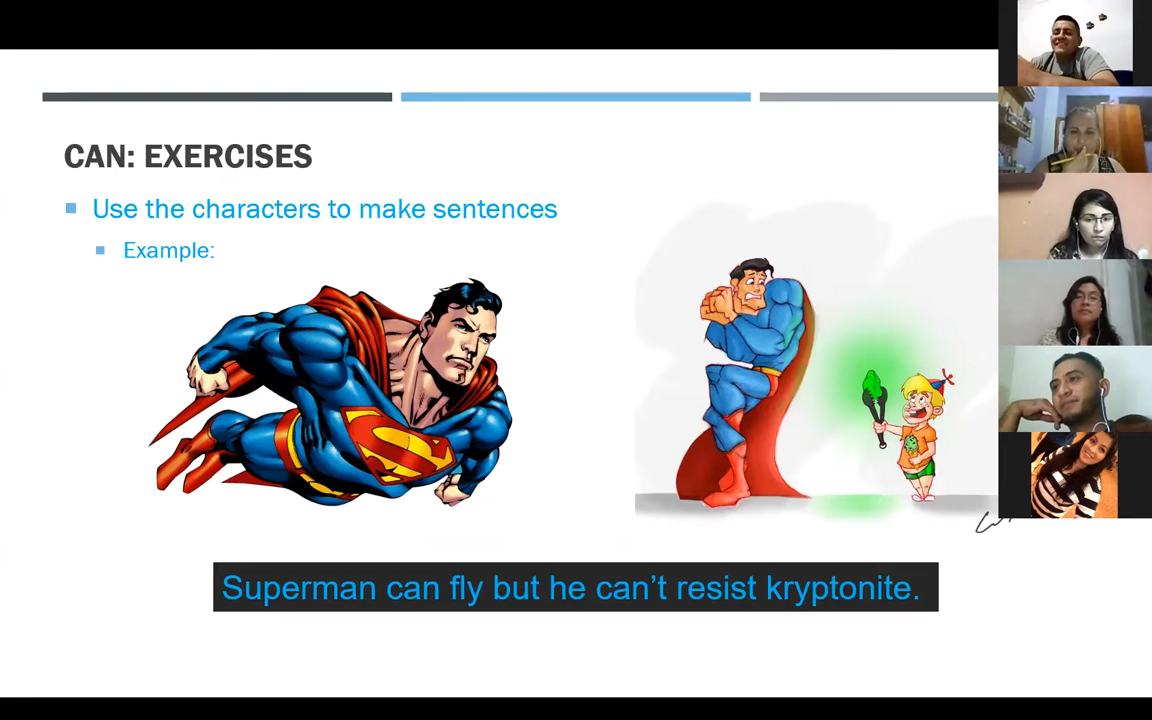 CAN: EXERCISES
Use the characters to make sentences
Example:
Superman can fly but he can’t resist kryptonite.